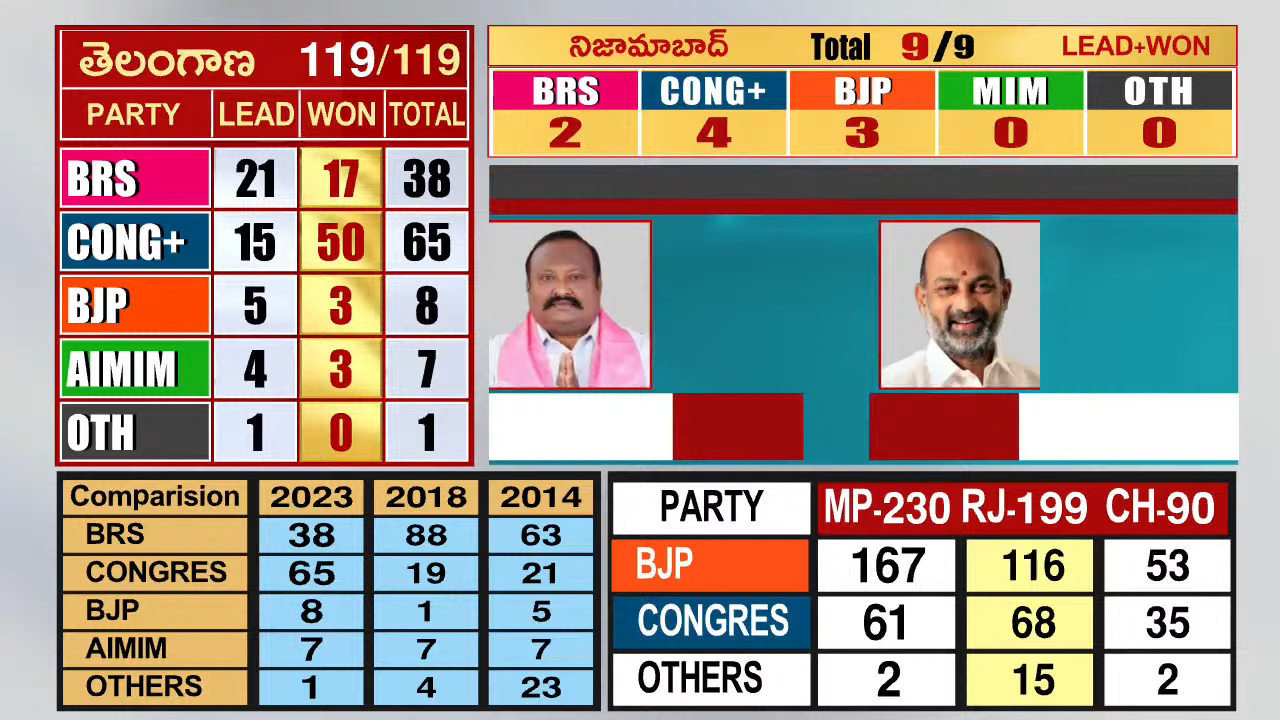 తెలంగాణ 119/119
PARTY LEAD WON TOTAL
BRS 21 17 38
CONG+ 15 50 65
BJP 5 3 8
AIMIM 4 3 7
OTH 1 0 1
నిజామాబాద్ Total 9/9 LEAD+WON
BRS CONG+ BJP MIM OTH
2 4 3 0 0
Comparision 2023 2018 2014
BRS 38 88 63
CONGRES 65 19 21
BJP 8 1 5
AIMIM 7 7 7
OTHERS 1 4 23
PARTY MP-230 RJ-199 CH-90
BJP 167 116 53
CONGRES 61 68 35
OTHERS 2 15 2